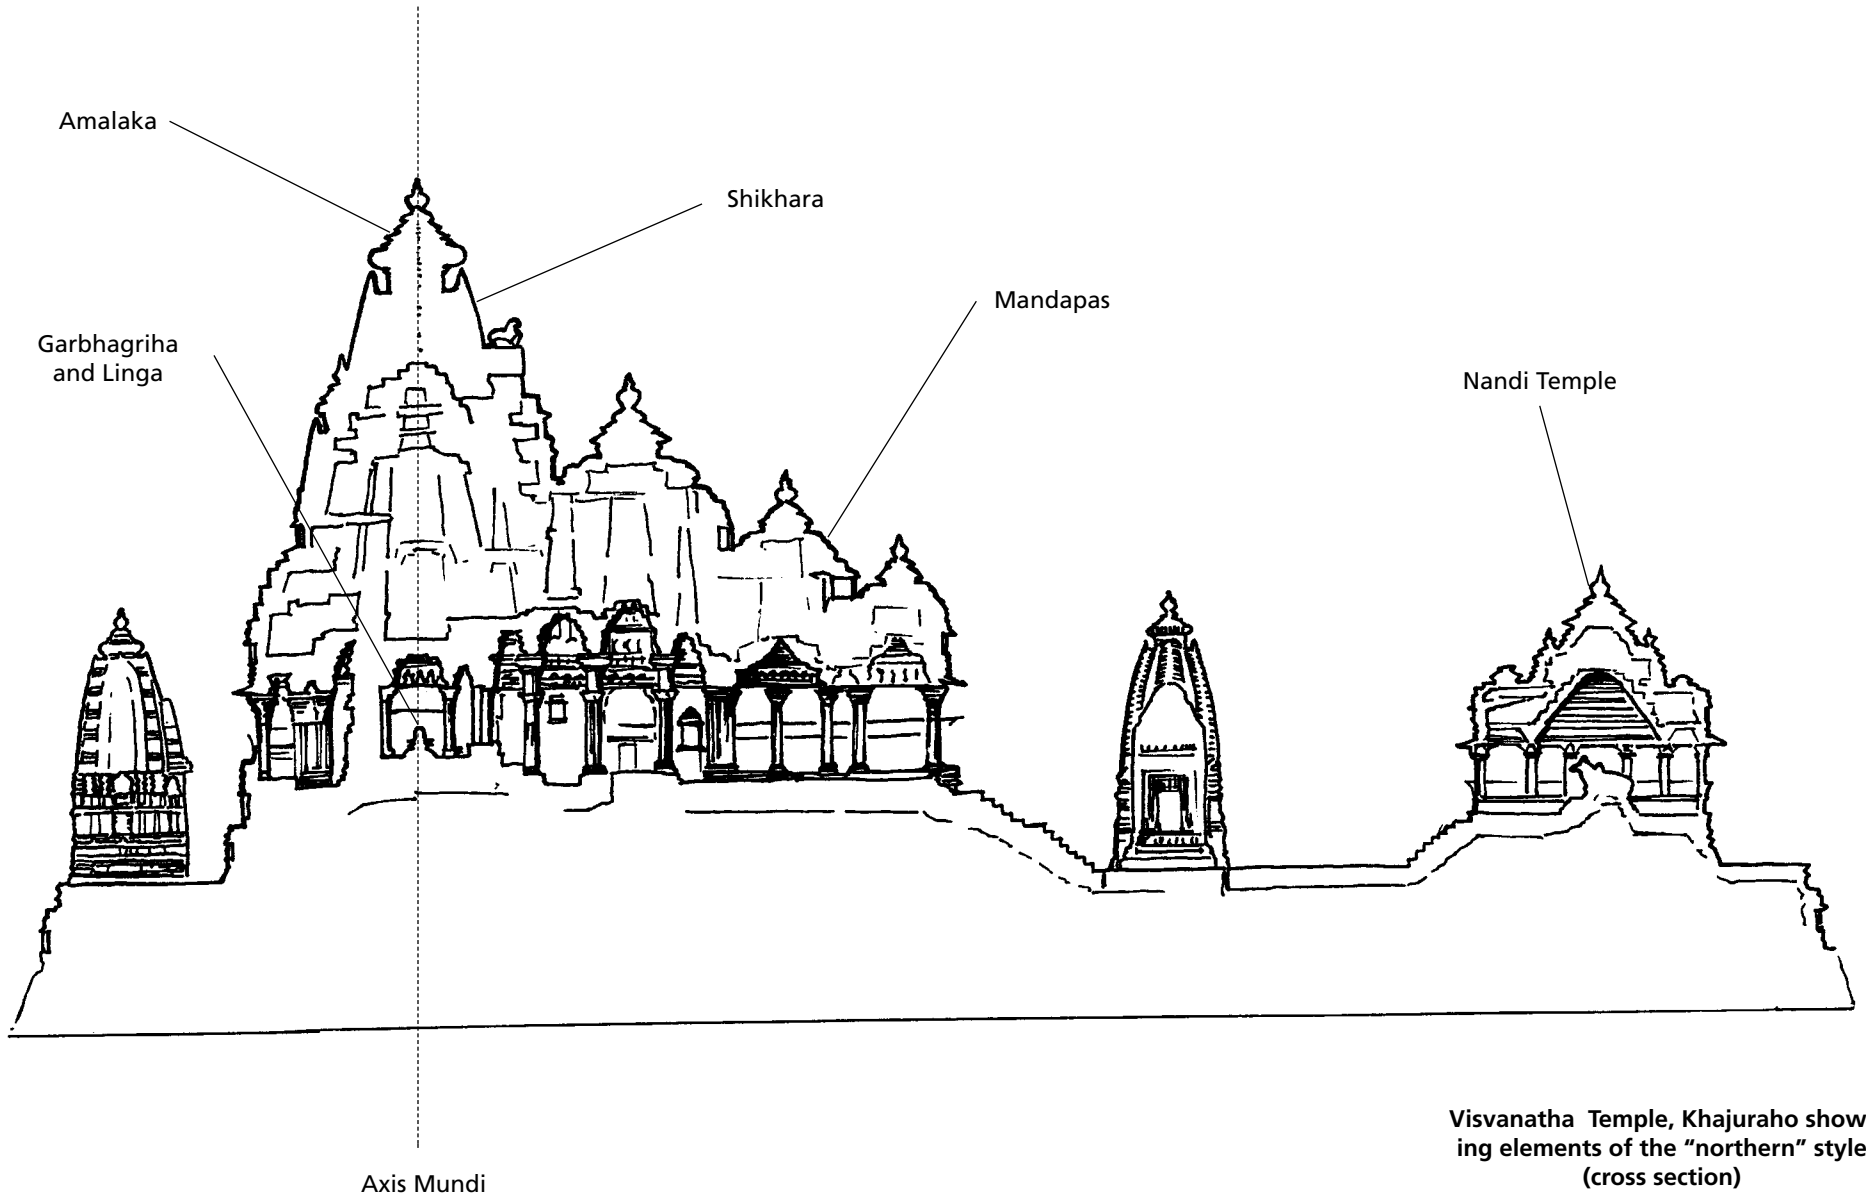 Amalaka
Shikhara
Mandapas
Garbhagriha
and Linga
Nandi Temple
Visvanatha Temple, Khajuraho show
ing elements of the “northern” style
(cross section)
Axis Mundi